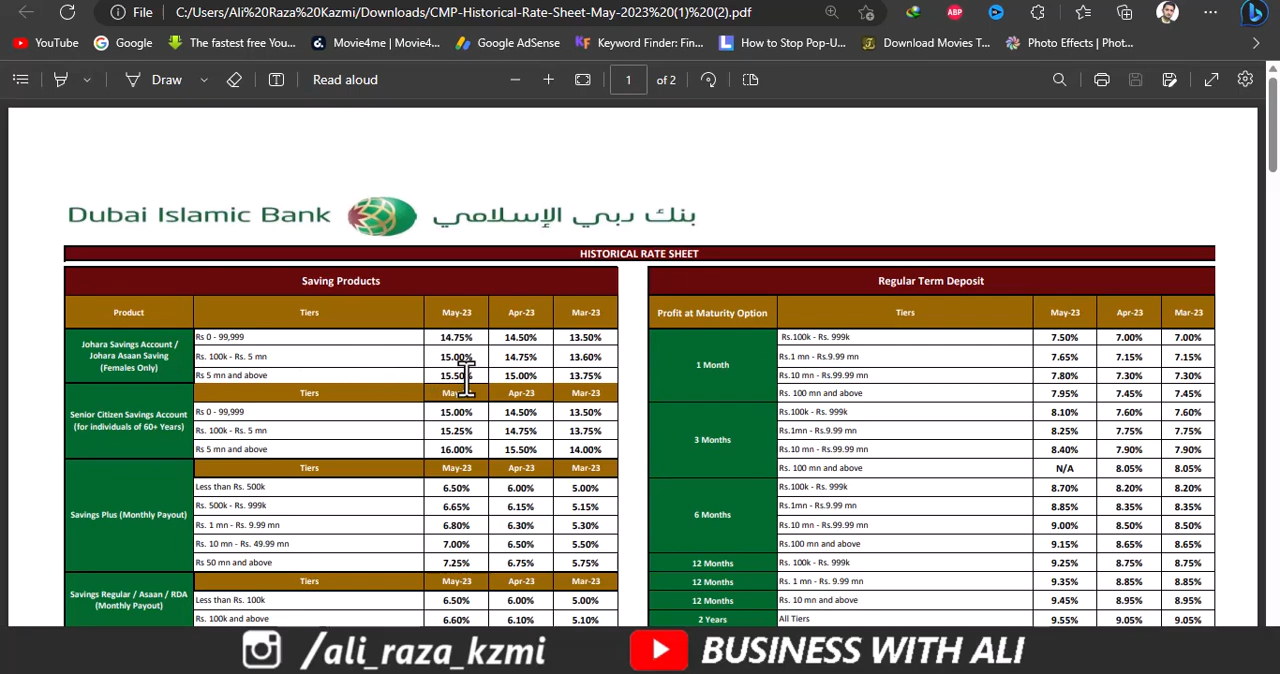 File
C:/Users/Ali%20Raza%20Kazmi/Downloads/CMP-Historical-Rate-Sheet-May-2023%20(1)%20(2).pdf
ABP
YouTube Google The fastest free You... Movie4me | Movie4... Google AdSense Keyword Finder: Fin... How to Stop Pop-U... Download Movies T... Photo Effects | Phot...
Draw Read aloud 1 of 2
Dubai Islamic Bank بنك دبي الإسلامي
HISTORICAL RATE SHEET
Saving Products
Product Tiers May-23 Apr-23 Mar-23
Johara Savings Account / Johara Asaan Saving (Females Only)
Rs 0 - 99,999 14.75% 14.50% 13.50%
Rs. 100k - Rs. 5 mn 15.00% 14.75% 13.60%
Rs 5 mn and above 15.50% 15.00% 13.75%
Senior Citizen Savings Account (for individuals of 60+ Years)
Tiers May-23 Apr-23 Mar-23
Rs 0 - 99,999 15.00% 14.50% 13.50%
Rs. 100k - Rs. 5 mn 15.25% 14.75% 13.75%
Rs 5 mn and above 16.00% 15.50% 14.00%
Savings Plus (Monthly Payout)
Tiers May-23 Apr-23 Mar-23
Less than Rs. 500k 6.50% 6.00% 5.00%
Rs. 500k - Rs. 999k 6.65% 6.15% 5.15%
Rs. 1 mn - Rs. 9.99 mn 6.80% 6.30% 5.30%
Rs. 10 mn - Rs. 49.99 mn 7.00% 6.50% 5.50%
Rs 50 mn and above 7.25% 6.75% 5.75%
Savings Regular / Asaan / RDA (Monthly Payout)
Tiers May-23 Apr-23 Mar-23
Less than Rs. 100k 6.50% 6.00% 5.00%
Rs. 100k and above 6.60% 6.10% 5.10%
Regular Term Deposit
Profit at Maturity Option Tiers May-23 Apr-23 Mar-23
1 Month
Rs.100k - Rs. 999k 7.50% 7.00% 7.00%
Rs.1 mn - Rs.9.99 mn 7.65% 7.15% 7.15%
Rs.10 mn - Rs.99.99 mn 7.80% 7.30% 7.30%
Rs. 100 mn and above 7.95% 7.45% 7.45%
3 Months
Rs.100k - Rs. 999k 8.10% 7.60% 7.60%
Rs.1mn - Rs.9.99 mn 8.25% 7.75% 7.75%
Rs.10 mn - Rs.99.99 mn 8.40% 7.90% 7.90%
Rs. 100 mn and above N/A 8.05% 8.05%
6 Months
Rs.100k - Rs. 999k 8.70% 8.20% 8.20%
Rs.1mn - Rs.9.99 mn 8.85% 8.35% 8.35%
Rs.10 mn - Rs.99.99 mn 9.00% 8.50% 8.50%
Rs.100 mn and above 9.15% 8.65% 8.65%
12 Months Rs. 100k - Rs. 999k 9.25% 8.75% 8.75%
12 Months Rs. 1 mn - Rs. 9.99 mn 9.35% 8.85% 8.85%
12 Months Rs. 10 mn and above 9.45% 8.95% 8.95%
2 Years All Tiers 9.55% 9.05% 9.05%
/ali_raza_kzmi BUSINESS WITH ALI